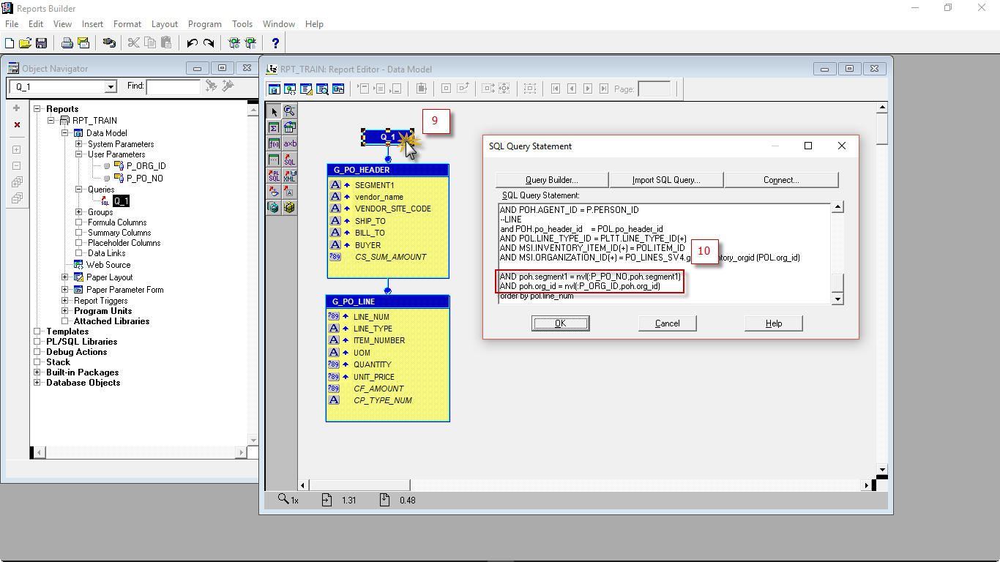 Reports Builder
File Edit View Insert Format Layout Program Tools Window Help
Object Navigator
Q_1
Find:
Reports
RPT_TRAIN
Data Model
System Parameters
User Parameters
P_ORG_ID
P_PO_NO
Queries
Q_1
Groups
Formula Columns
Summary Columns
Placeholder Columns
Data Links
Web Source
Paper Layout
Paper Parameter Form
Report Triggers
Program Units
Attached Libraries
Templates
PL/SQL Libraries
Debug Actions
Stack
Built-in Packages
Database Objects
RPT_TRAIN: Report Editor - Data Model
Page:
Q_1
9
G_PO_HEADER
SEGMENT1
vendor_name
VENDOR_SITE_CODE
SHIP_TO
BILL_TO
BUYER
CS_SUM_AMOUNT
G_PO_LINE
LINE_NUM
LINE_TYPE
ITEM_NUMBER
UOM
QUANTITY
UNIT_PRICE
CF_AMOUNT
CP_TYPE_NUM
1x 1.31 0.48
SQL Query Statement
Query Builder... Import SQL Query... Connect...
SQL Query Statement:
AND POH.AGENT_ID = P.PERSON_ID
--LINE
and POH.po_header_id = POL.po_header_id
AND POL.LINE_TYPE_ID = PLTT.LINE_TYPE_ID(+)
AND MSI.INVENTORY_ITEM_ID(+) = POL.ITEM_ID
10
AND MSI.ORGANIZATION_ID(+) = (POL.org_id)
AND poh.segment1 = nvl(:P_PO_NO,poh.segment1)
AND poh.org_id = nvl(:P_ORG_ID,poh.org_id)
order by pol.line_num
OK Cancel Help